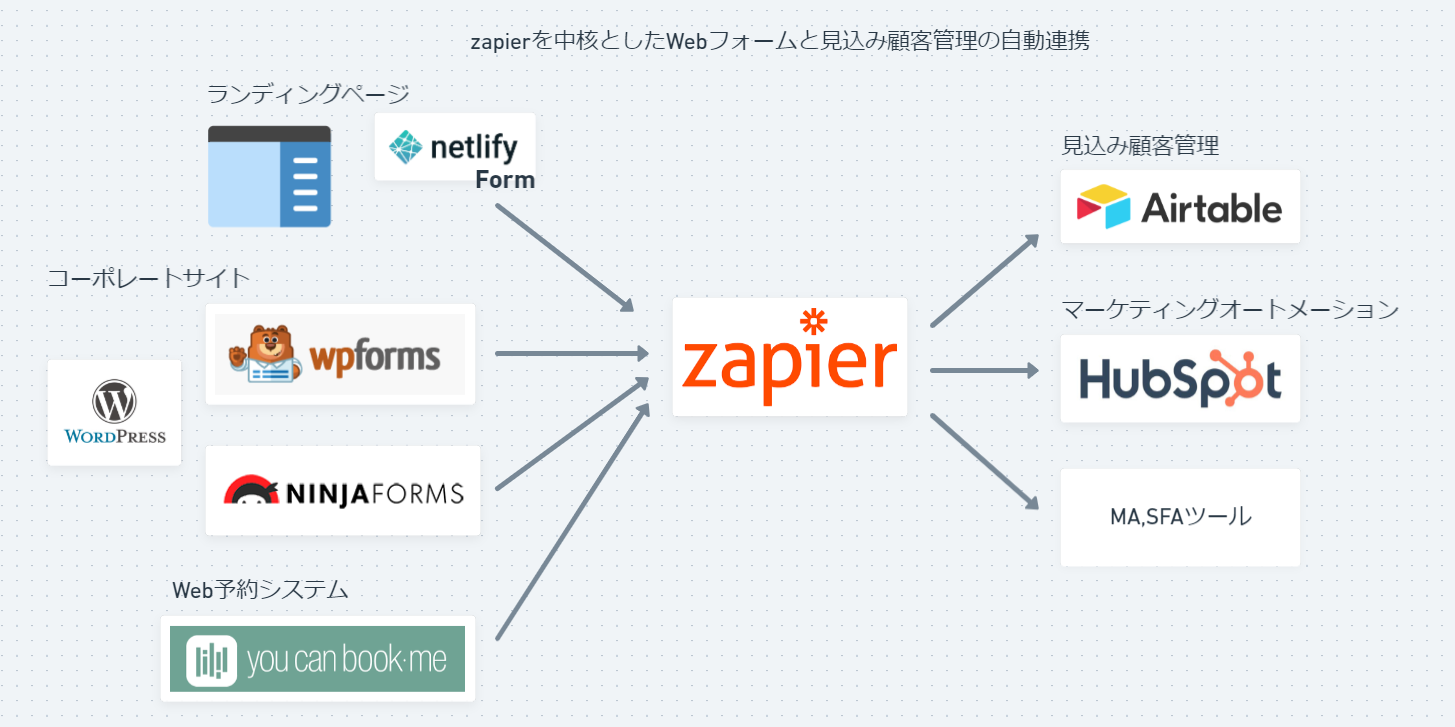 zapierを中核としたWebフォームと見込み顧客管理の自動連携
ランディングページ
netlify
Form
コーポレートサイト
wpforms
WORDPRESS
NINJAFORMS
Web予約システム
you can book·me
zapier
見込み顧客管理
Airtable
マーケティングオートメーション
HubSpot
MA,SFAツール